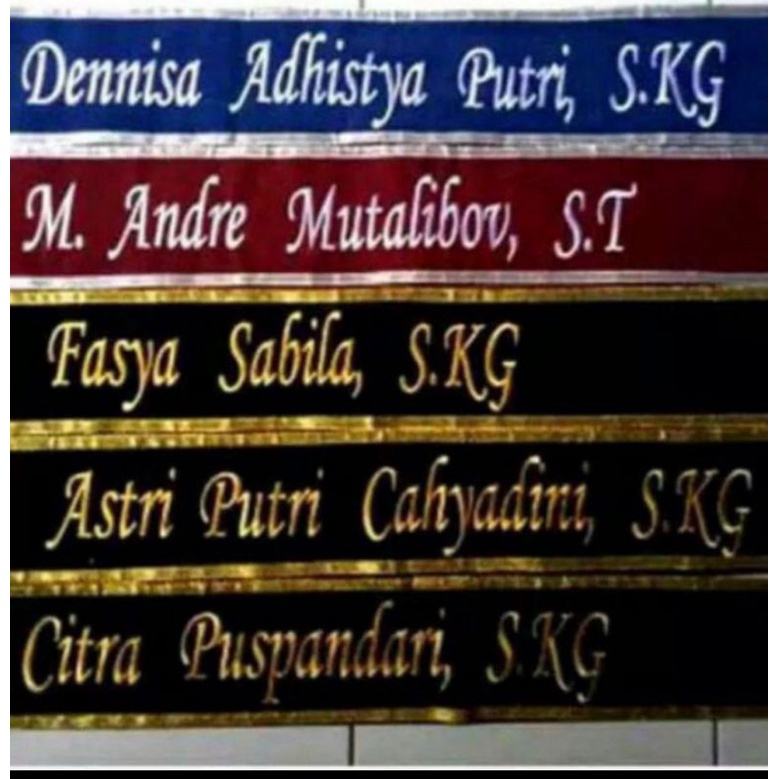 Dennisa Adhistya Putri, S.KG
M. Andre Mutalibov, S.T
Fasya Sabila, S.KG
Astri Putri Cahyadini, S.KG
Citra Puspandari, S.KG